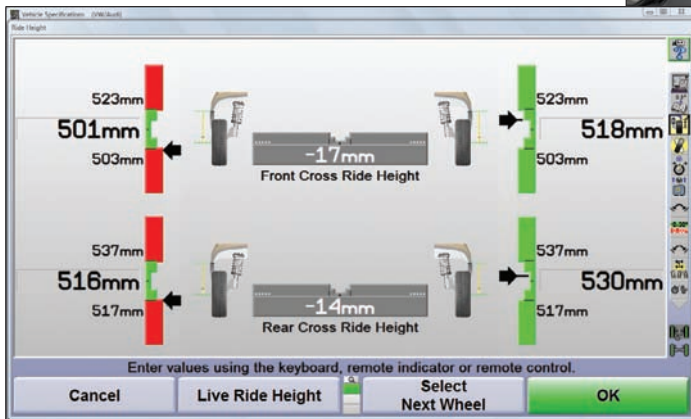 Vehicle Specifications (VW/Audi)
Ride Height
523mm
501mm
503mm
-17mm
Front Cross Ride Height
523mm
518mm
503mm
537mm
516mm
517mm
-14mm
Rear Cross Ride Height
537mm
530mm
517mm
Enter values using the keyboard, remote indicator or remote control.
Cancel
Live Ride Height
Select
Next Wheel
OK